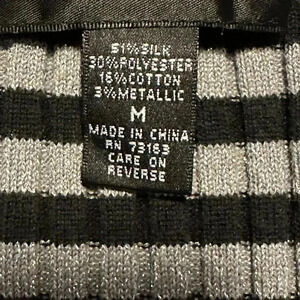 51% SILK
30% POLYESTER
16% COTTON
3% METALLIC
M
MADE IN CHINA
RN 73163
CARE ON
REVERSE